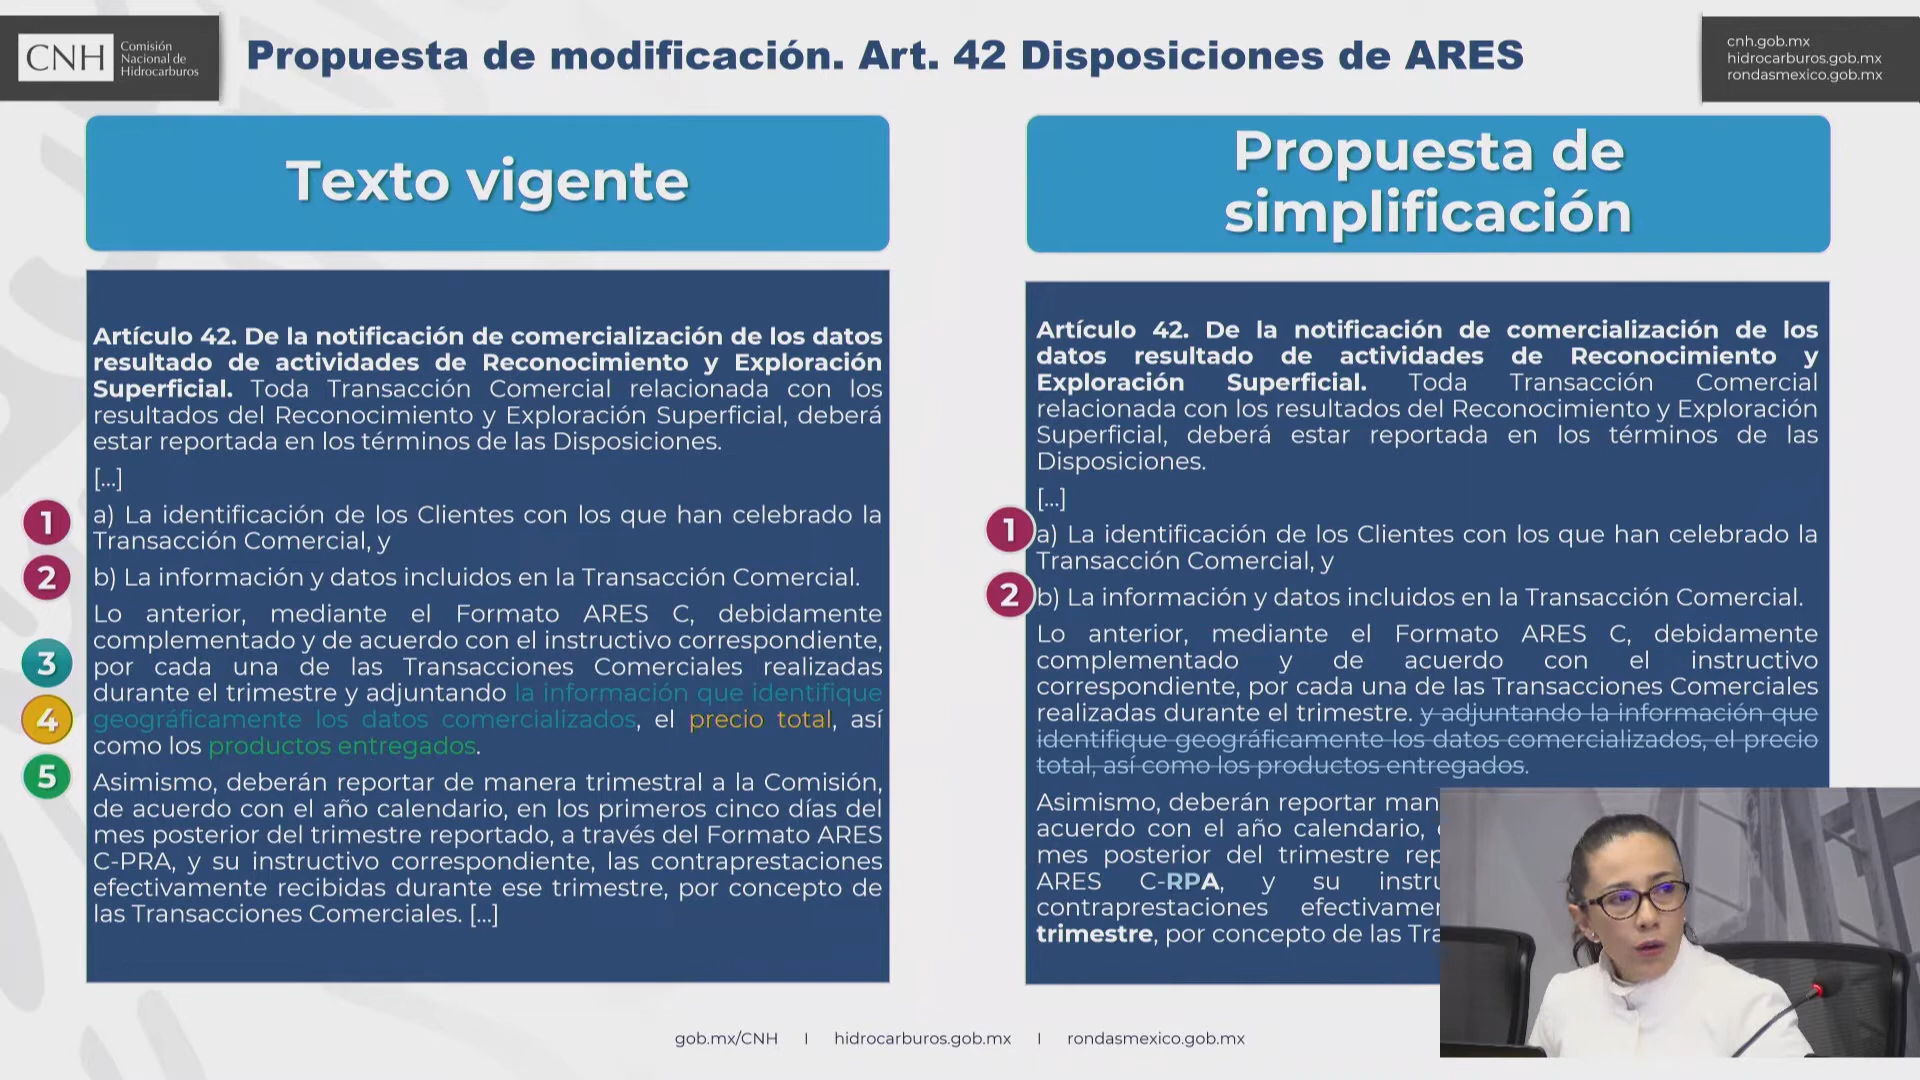 CNH
Comisión
Nacional de
Hidrocarburos
Propuesta de modificación. Art. 42 Disposiciones de ARES
cnh.gob.mx
hidrocarburos.gob.mx
rondasmexico.gob.mx
Texto vigente
Artículo 42. De la notificación de comercialización de los datos
resultado de actividades de Reconocimiento y Exploración
Superficial. Toda Transacción Comercial relacionada con los
resultados del Reconocimiento y Exploración Superficial, deberá
estar reportada en los términos de las Disposiciones.
[...]
1
a) La identificación de los Clientes con los que han celebrado la
Transacción Comercial, y
2
b) La información y datos incluidos en la Transacción Comercial.
Lo anterior, mediante el Formato ARES C, debidamente
complementado y de acuerdo con el instructivo correspondiente,
3
por cada una de las Transacciones Comerciales realizadas
durante el trimestre y adjuntando la información que identifique
4
geográficamente los datos comercializados, el precio total, así
como los productos entregados.
5
Asimismo, deberán reportar de manera trimestral a la Comisión,
de acuerdo con el año calendario, en los primeros cinco días del
mes posterior del trimestre reportado, a través del Formato ARES
C-PRA, y su instructivo correspondiente, las contraprestaciones
efectivamente recibidas durante ese trimestre, por concepto de
las Transacciones Comerciales. [...]
Propuesta de
simplificación
Artículo 42. De la notificación de comercialización de los
datos resultado de actividades de Reconocimiento y
Exploración Superficial. Toda Transacción Comercial
relacionada con los resultados del Reconocimiento y Exploración
Superficial, deberá estar reportada en los términos de las
Disposiciones.
[...]
1
a) La identificación de los Clientes con los que han celebrado la
Transacción Comercial, y
2
b) La información y datos incluidos en la Transacción Comercial.
Lo anterior, mediante el Formato ARES C, debidamente
complementado y de acuerdo con el instructivo
correspondiente, por cada una de las Transacciones Comerciales
realizadas durante el trimestre. y adjuntando la información que
identifique geográficamente los datos comercializados, el precio
total, así como los productos entregados.
Asimismo, deberán reportar
acuerdo con el año calendario,
mes posterior del trimestre
ARES C-RPA, y su
contraprestaciones
trimestre, por concepto de las
gob.mx/CNH | hidrocarburos.gob.mx | rondasmexico.gob.mx